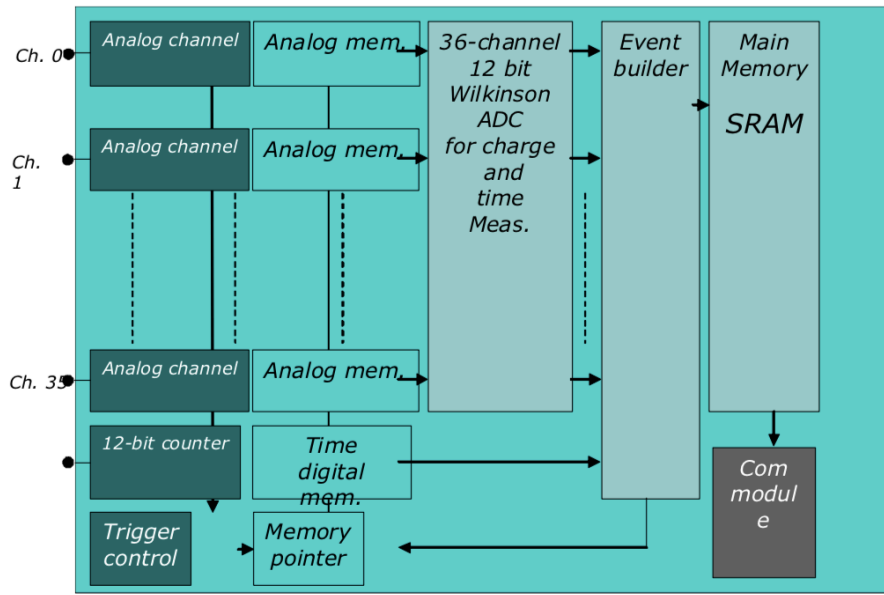 Ch. 0
Analog channel
Analog mem.
36-channel
12 bit
Wilkinson
ADC
for charge
and
time
Meas.
Event
builder
Main
Memory
SRAM
Ch.
1
Analog channel
Analog mem.
Ch. 35
Analog channel
Analog mem.
12-bit counter
Time
digital
mem.
Com
modul
e
Trigger
control
Memory
pointer